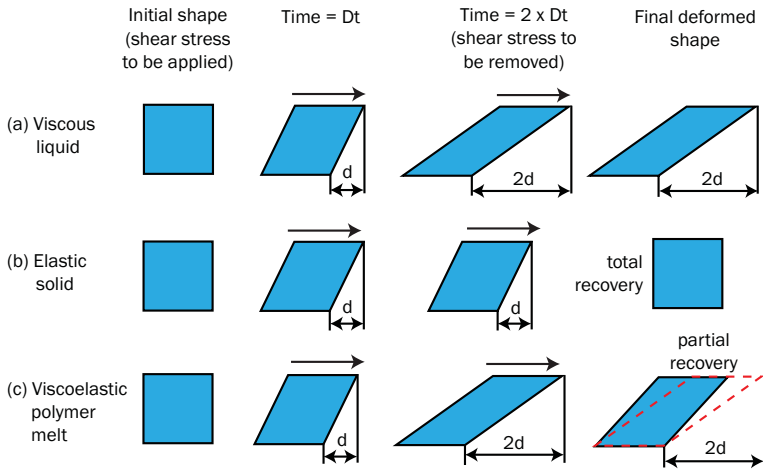 Initial shape
(shear stress
to be applied)
Time = Dt
Time = 2 x Dt
(shear stress to
be removed)
Final deformed
shape
(a) Viscous
liquid
d
2d
2d
(b) Elastic
solid
d
d
total
recovery
(c) Viscoelastic
polymer
melt
d
2d
partial
recovery
2d